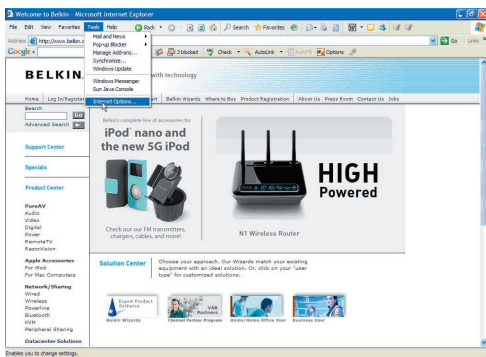 Welcome to Belkin - Microsoft Internet Explorer
File Edit View Favorites Tools Help Back Search Favorites
Address http://www.belkin.c Go Links
Mail and News
Pop-up Blocker
Manage Add-ons...
Synchronize...
Windows Update
Windows Messenger
Sun Java Console
Internet Options...
Google 3 blocked Check AutoLink Options
BELKIN. with technology
Home Log In/Register rt Belkin Wizards Where to Buy Product Registration About Us Press Room Contact Us Jobs
Search
GO
Advanced Search
Support Center
Specials
Product Center
PureAV
Audio
Video
Digital
Power
RemoteTV
RazorVision
Apple Accessories
For iPod
For Mac Computers
Network/Sharing
Wired
Wireless
Powerline
Bluetooth
KVM
Peripheral Sharing
Datacenter Solutions
Belkin's complete line of accessories for
iPod nano and
the new 5G iPod
Check out our FM transmitters,
chargers, cables, and more!
HIGH
Powered
N1 Wireless Router
Solution Center
Choose your approach. Our Wizards match your existing
equipment with an ideal solution. Or, click on your "user
type" for customized solutions.
Expert Product
Guidance
Belkin Wizards
VAR
Partners
Channel Partner Program
Home/Home Office User
Business User
Enables you to change settings.